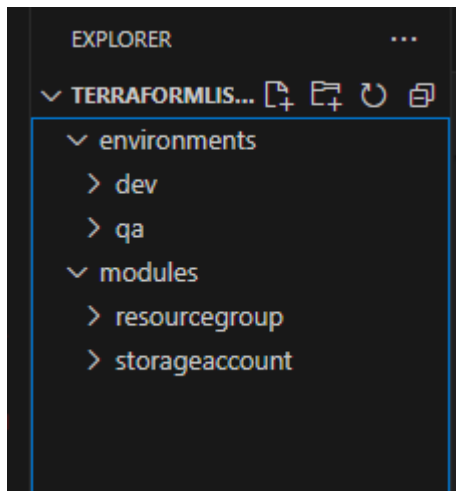 EXPLORER ...
TERRAFORMLIS...
environments
dev
qa
modules
resourcegroup
storageaccount